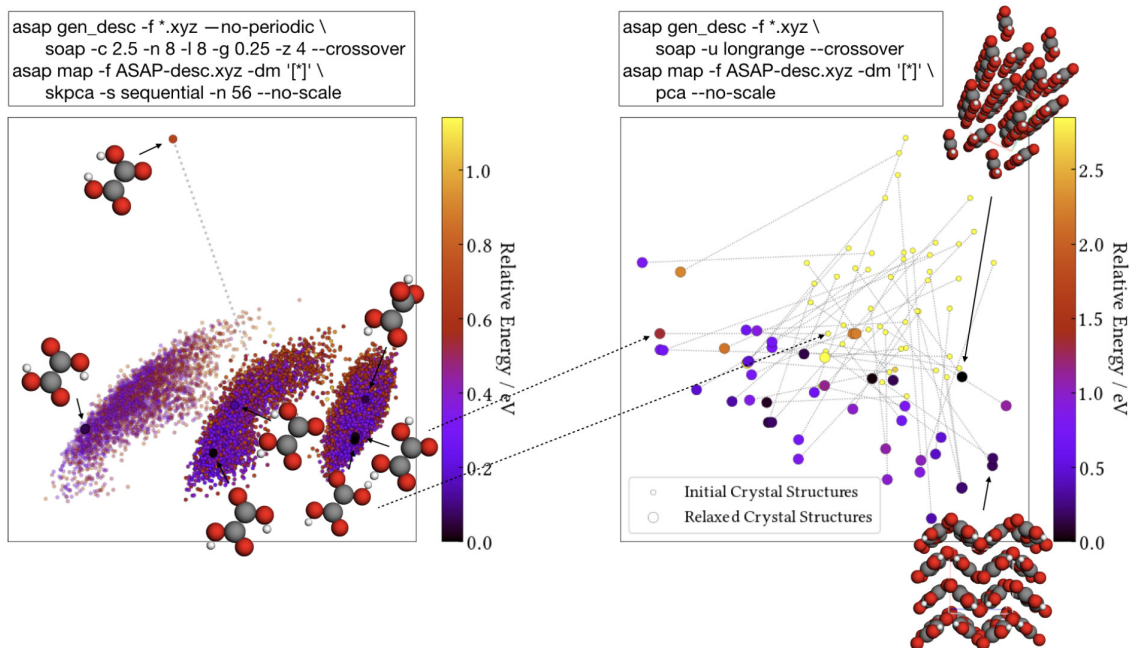 asap gen_desc -f *.xyz —no-periodic \
soap -c 2.5 -n 8 -l 8 -g 0.25 -z 4 --crossover
asap map -f ASAP-desc.xyz -dm '[*]' \
skpca -s sequential -n 56 --no-scale
asap gen_desc -f *.xyz \
soap -u longrange --crossover
asap map -f ASAP-desc.xyz -dm '[*]' \
pca --no-scale
1.0
0.8
0.6
0.4
0.2
0.0
Relative Energy / eV
Initial Crystal Structures
Relaxed Crystal Structures
2.5
2.0
1.5
1.0
0.5
0.0
Relative Energy / eV